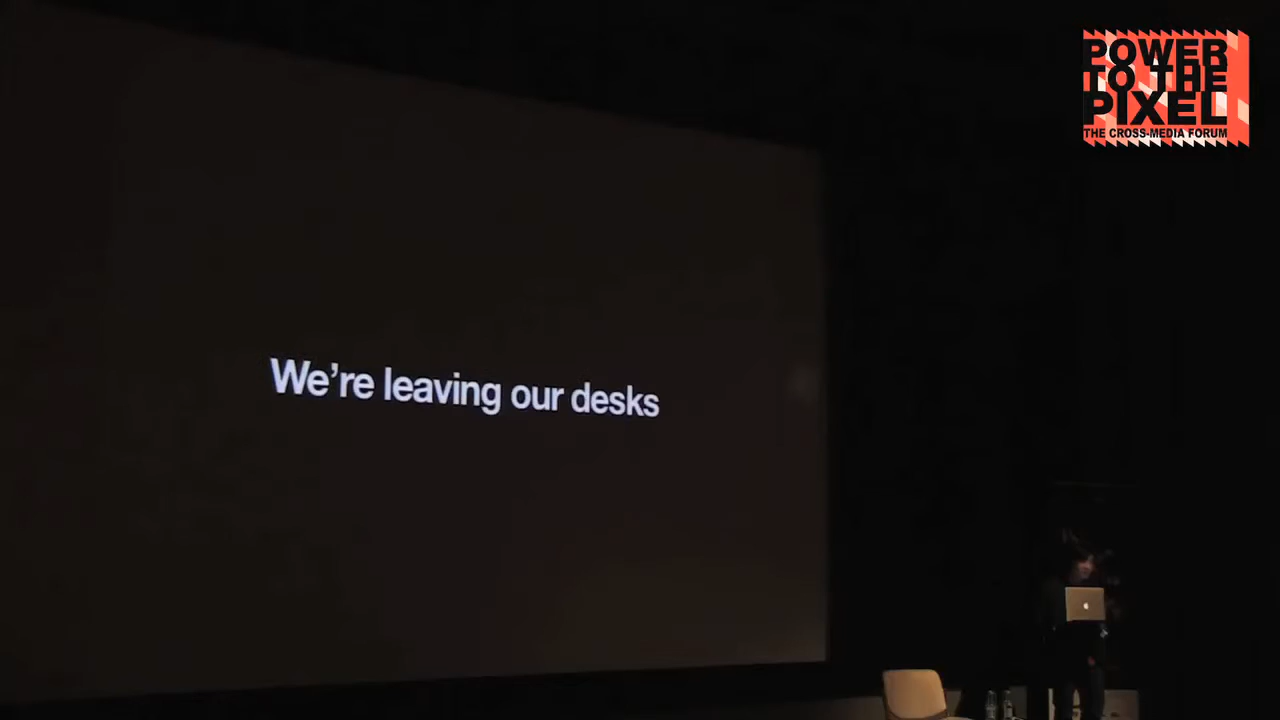 POWER
TO THE
PIXEL
THE CROSS-MEDIA FORUM
We're leaving our desks